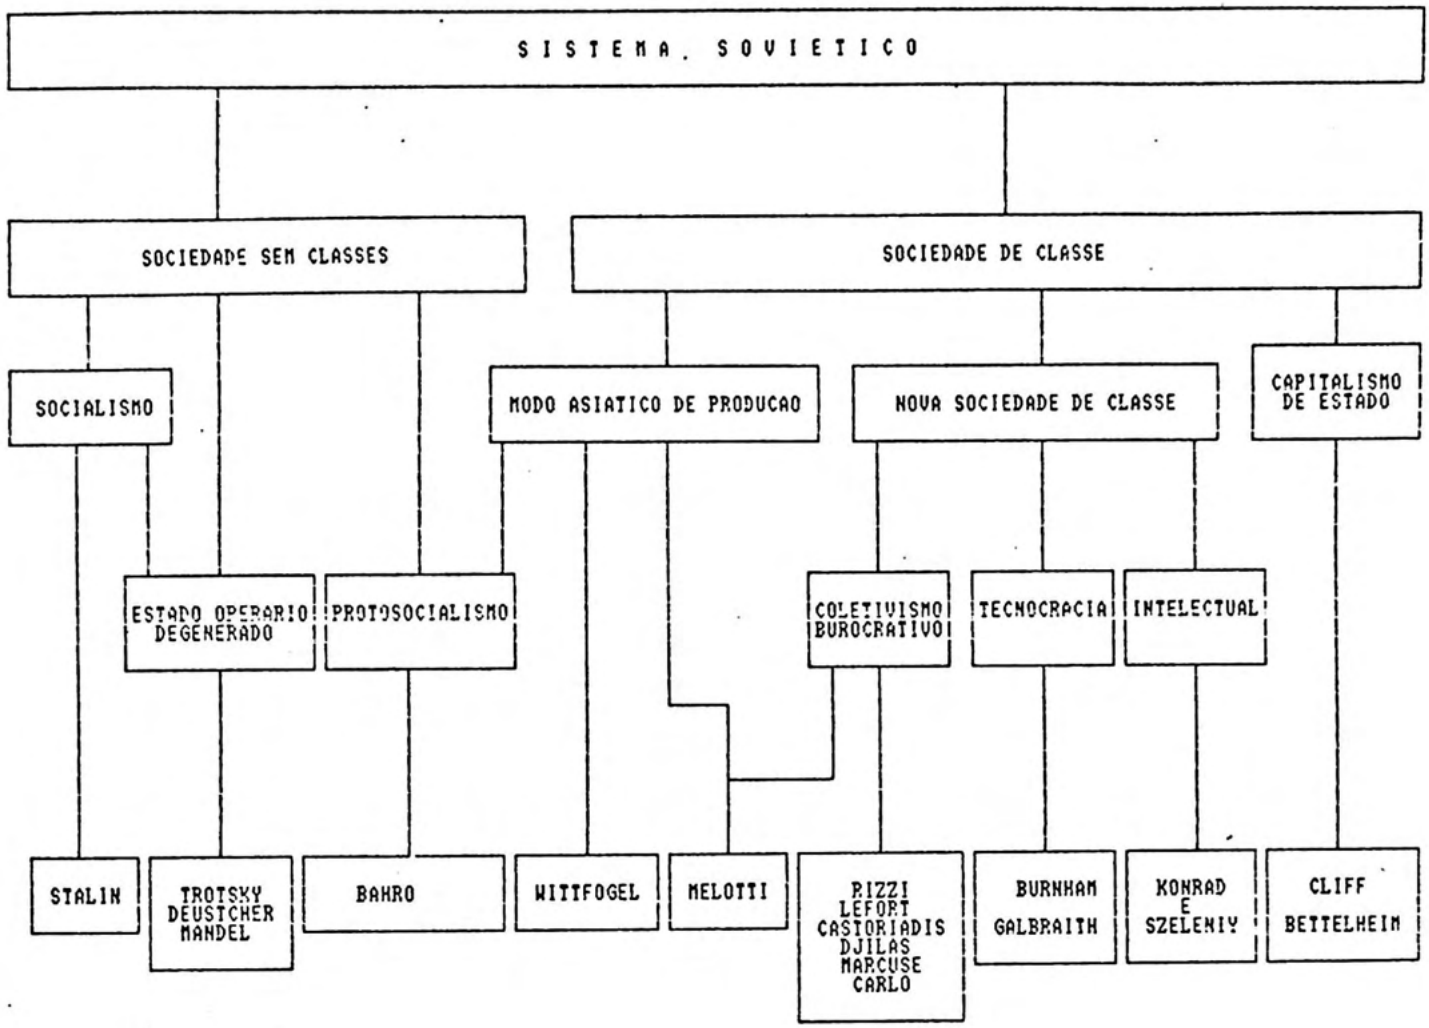 SISTEMA. SOVIETICO
SOCIEDADE SEM CLASSES
SOCIEDADE DE CLASSE
SOCIALISMO
MODO ASIATICO DE PRODUCAO
NOVA SOCIEDADE DE CLASSE
CAPITALISMO
DE ESTADO
ESTADO OPERARIO
DEGENERADO
PROTOSOCIALISMO
COLETIVISMO
BUROCRATIVO
TECNOCRACIA
INTELECTUAL
STALIN
TROTSKY
DEUSTCHER
MANDEL
BAHRO
WITTFOGEL
MELOTTI
RIZZI
LEFORT
CASTORIADIS
DJILAS
MARCUSE
CARLO
BURNHAM
GALBRAITH
KONRAD
E
SZELENIY
CLIFF
BETTELHEIM